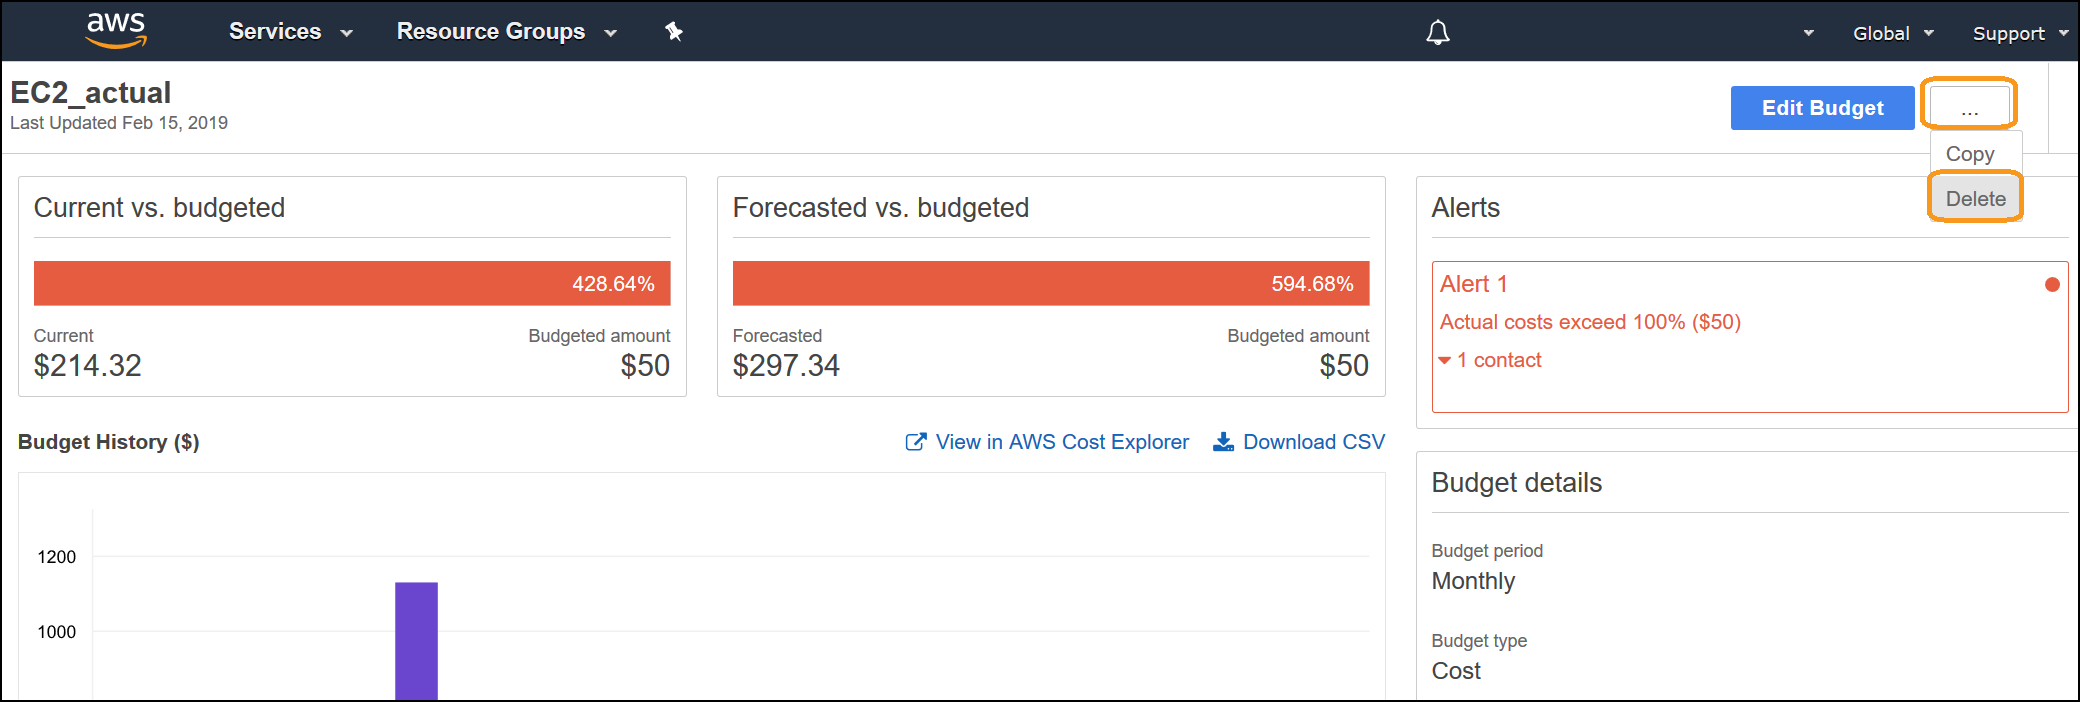 aws Services Resource Groups Global Support
EC2_actual
Last Updated Feb 15, 2019
Edit Budget ...
Copy
Delete
Current vs. budgeted
428.64%
Current Budgeted amount
$214.32 $50
Forecasted vs. budgeted
594.68%
Forecasted Budgeted amount
$297.34 $50
Alerts
Alert 1
Actual costs exceed 100% ($50)
1 contact
Budget History ($) View in AWS Cost Explorer Download CSV
1200
1000
Budget details
Budget period
Monthly
Budget type
Cost